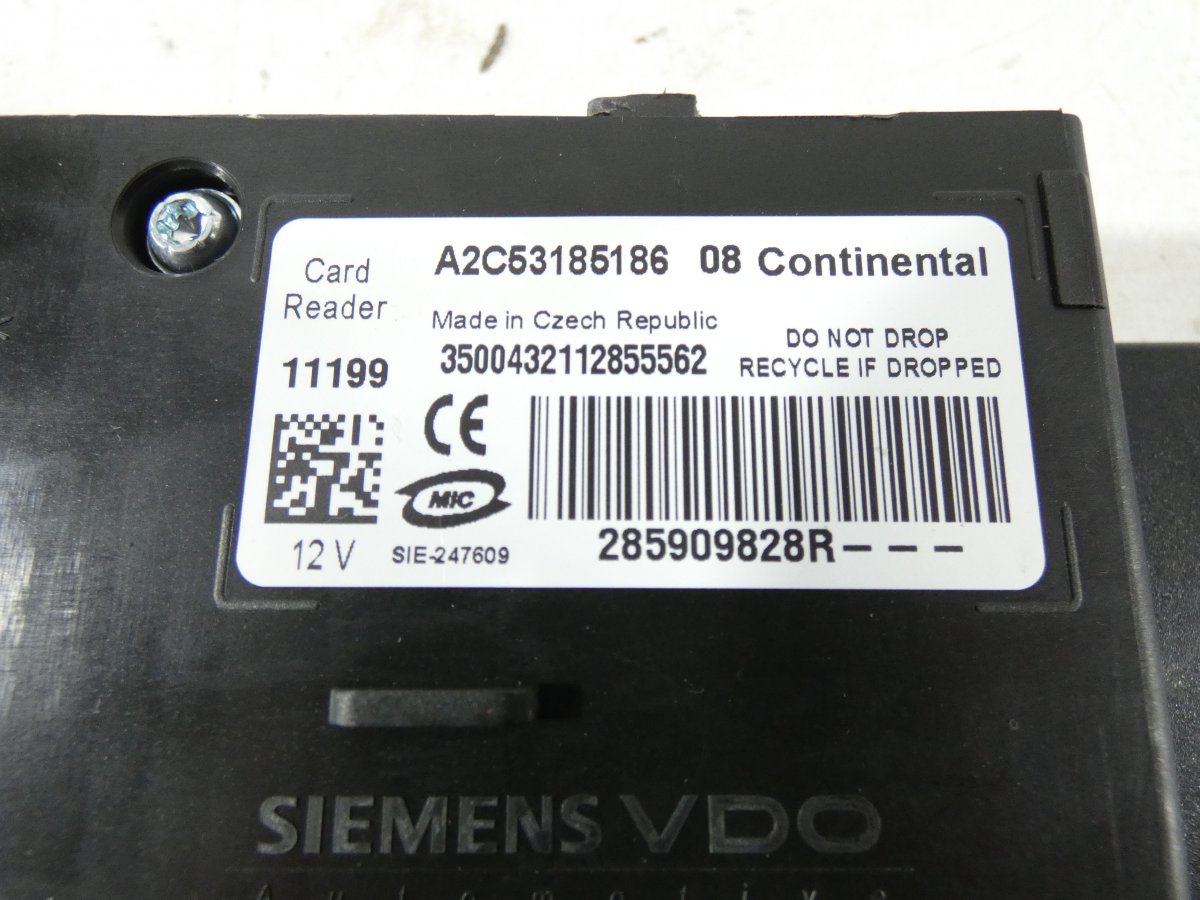 Card Reader
A2C53185186 08 Continental
Made in Czech Republic
11199
3500432112855562
DO NOT DROP
RECYCLE IF DROPPED
CE
MIC
12 V
SIE-247609
285909828R---
SIEMENS VDO
Automotive